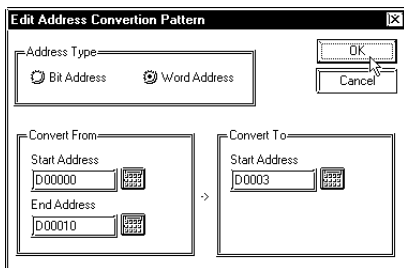 Edit Address Convertion Pattern
Address Type
Bit Address
Word Address
OK
Cancel
Convert From
Start Address
D00000
End Address
D00010
->
Convert To
Start Address
D0003